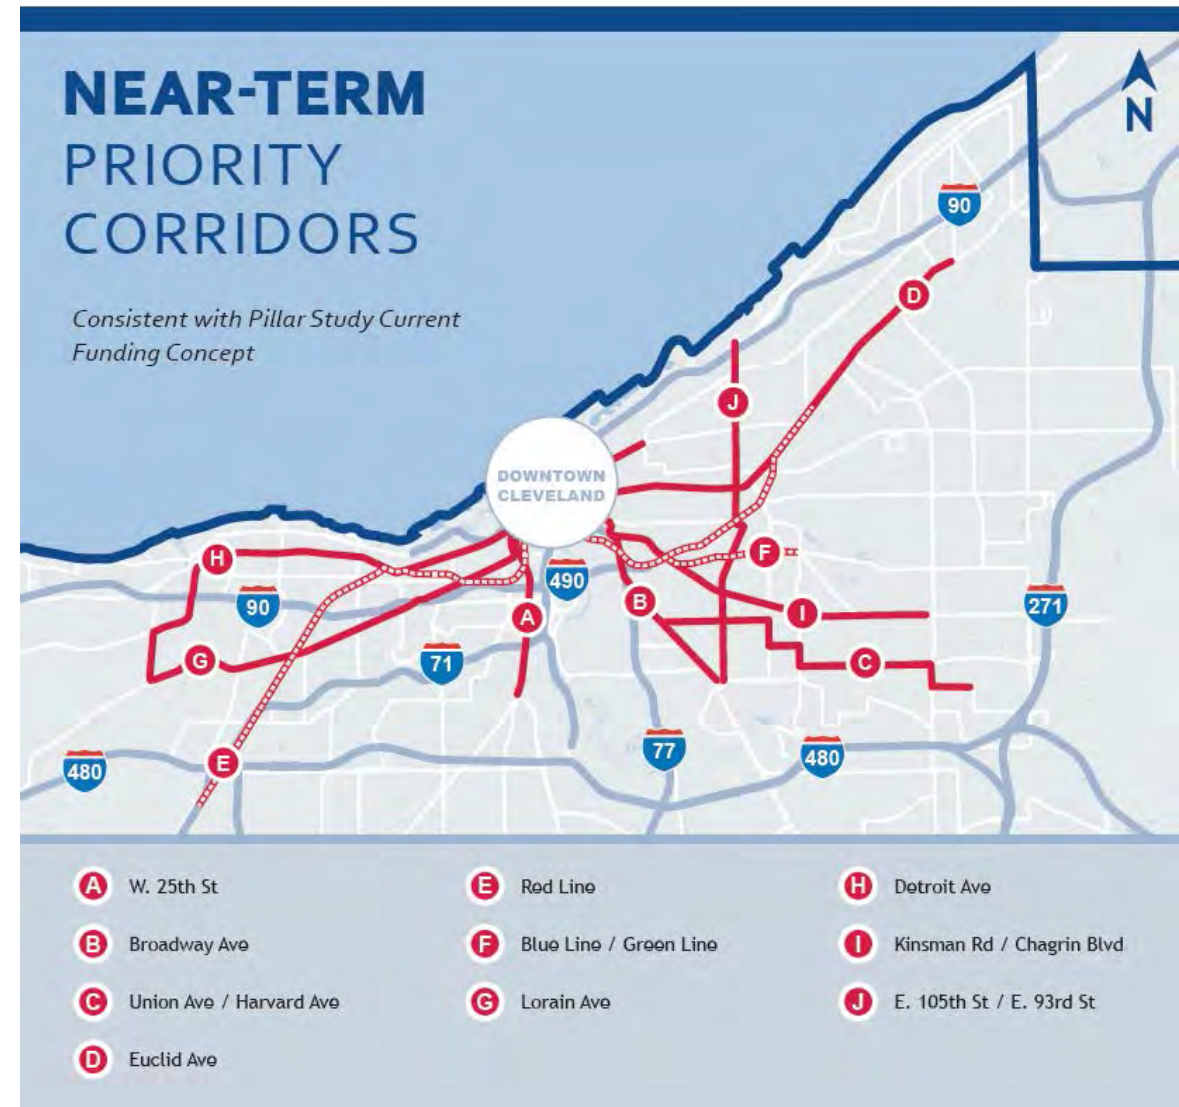 NEAR-TERM
PRIORITY
CORRIDORS
Consistent with Pillar Study Current
Funding Concept
N
90
D
J
DOWNTOWN
CLEVELAND
H
F
490
90
A
B
I
271
G
71
C
E
480
77
480
A W. 25th St
B Broadway Ave
C Union Ave / Harvard Ave
D Euclid Ave
E Red Line
F Blue Line / Green Line
G Lorain Ave
H Detroit Ave
I Kinsman Rd / Chagrin Blvd
J E. 105th St / E. 93rd St